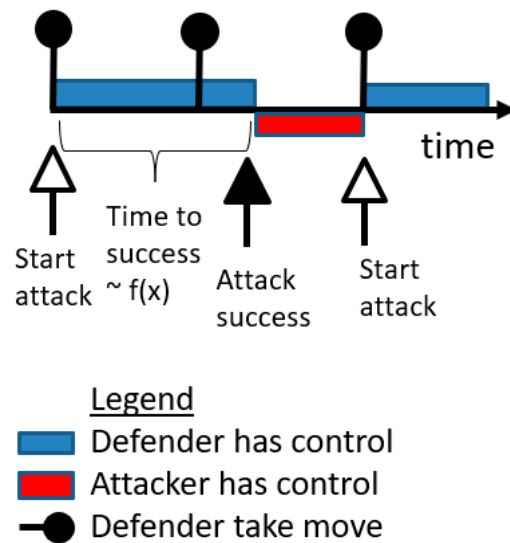 time
Start
attack
Time to
success
~ f(x)
Attack
success
Start
attack
Legend
Defender has control
Attacker has control
Defender take move